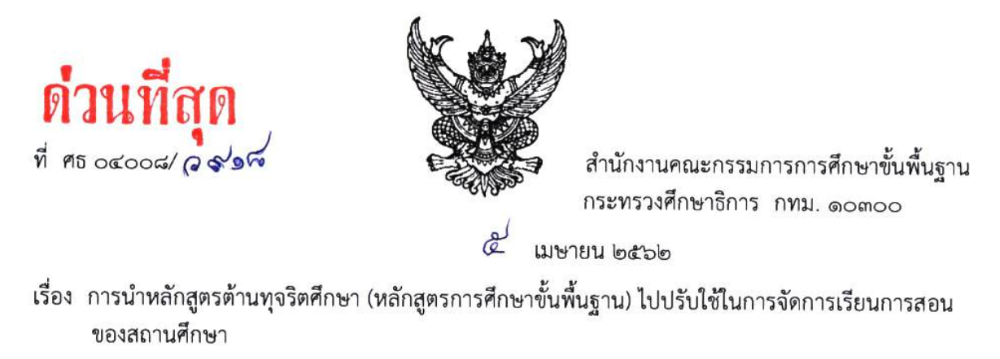 ด่วนที่สุด
ที่ ศธ ๐๔๐๐๘/ว ๙๑๘
สำนักงานคณะกรรมการการศึกษาขั้นพื้นฐาน
กระทรวงศึกษาธิการ กทม. ๑๐๓๐๐
๕ เมษายน ๒๕๖๒
เรื่อง การนำหลักสูตรต้านทุจริตศึกษา (หลักสูตรการศึกษาขั้นพื้นฐาน) ไปปรับใช้ในการจัดการเรียนการสอน
ของสถานศึกษา